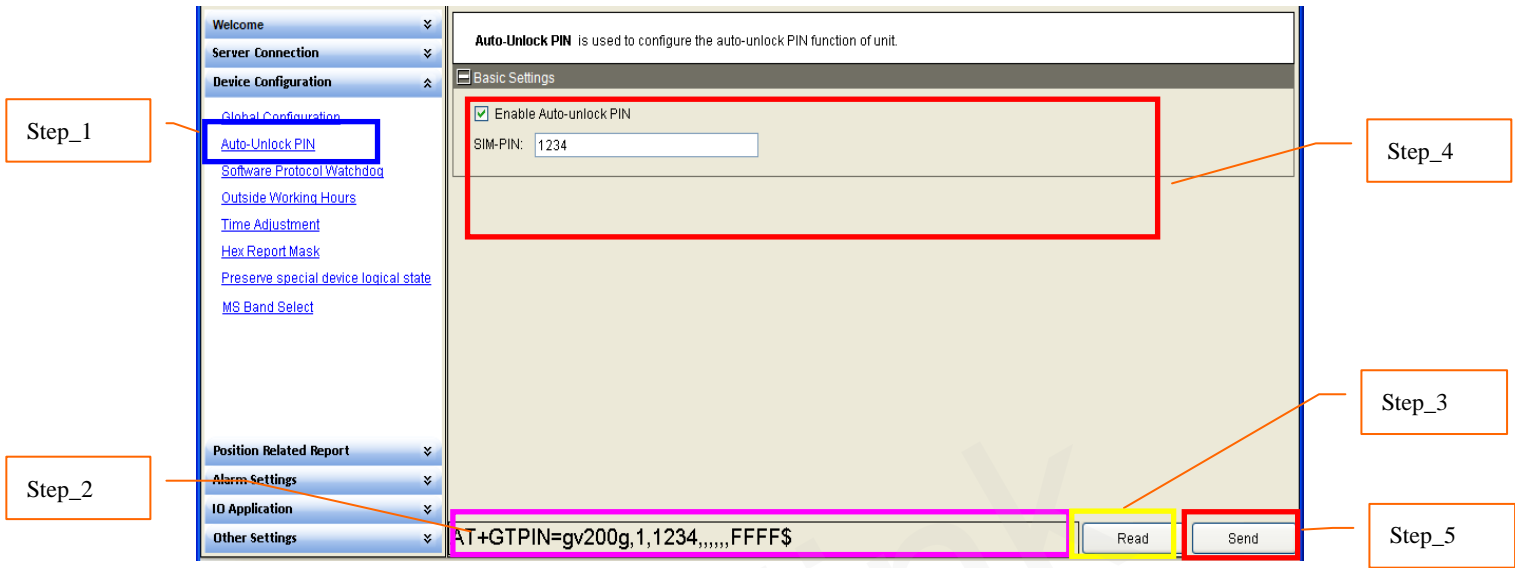 Welcome
Server Connection
Device Configuration
Global Configuration
Auto-Unlock PIN
Software Protocol Watchdog
Outside Working Hours
Time Adjustment
Hex Report Mask
Preserve special device logical state
MS Band Select
Position Related Report
Alarm Settings
IO Application
Other Settings
Auto-Unlock PIN is used to configure the auto-unlock PIN function of unit.
Basic Settings
Enable Auto-unlock PIN
SIM-PIN: 1234
AT+GTPIN=gv200g,1,1234,,,,,,FFFF$
Read
Send
Step_1
Step_2
Step_4
Step_3
Step_5